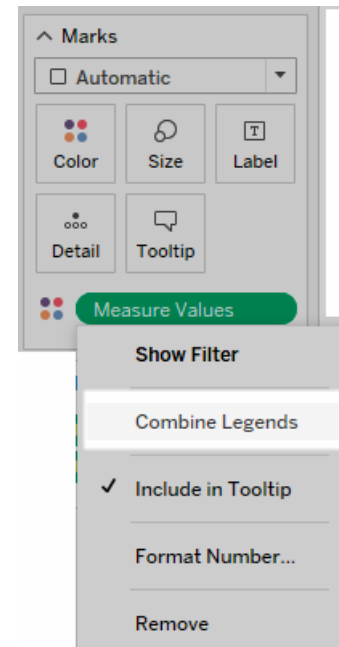 Marks
Automatic
Color Size Label
T
Detail Tooltip
Measure Values
Show Filter
Combine Legends
Include in Tooltip
Format Number...
Remove